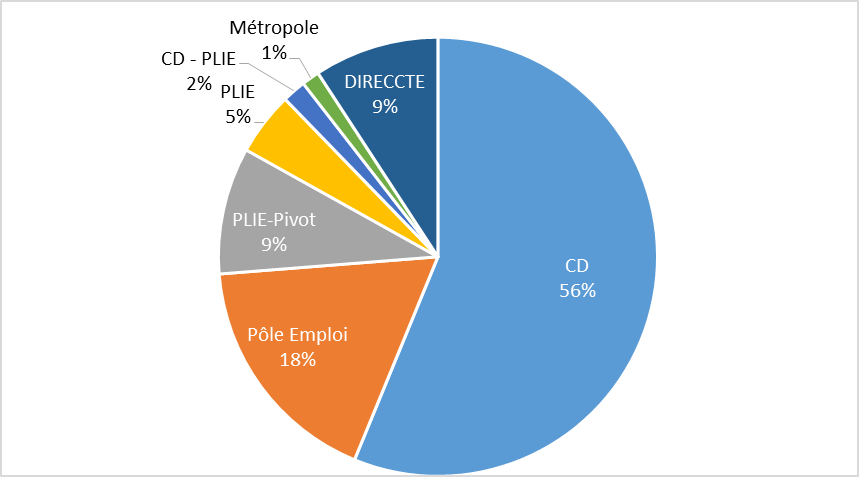 Métropole
1%
CD - PLIE
2%
PLIE
5%
DIRECCTE
9%
PLIE-Pivot
9%
CD
56%
Pôle Emploi
18%